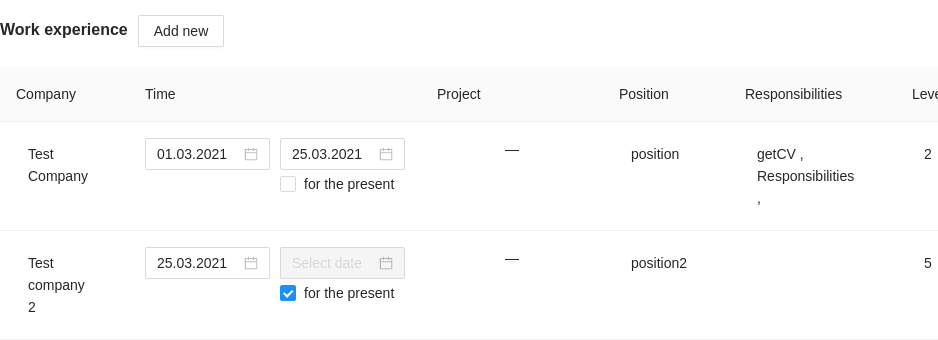 Work experience Add new
Company Time Project Position Responsibilities Leve
Test 01.03.2021 25.03.2021 — position getCV , 2
Company for the present Responsibilities
,
Test 25.03.2021 Select date — position2 5
company for the present
2